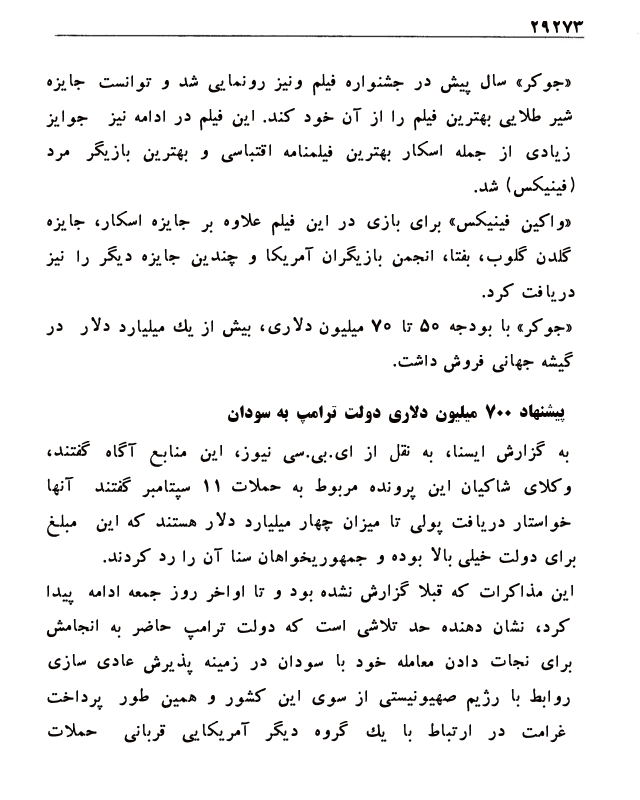 ۲۹۲۷۳
«جوکر» سال پیش در جشنواره فیلم ونیز رونمایی شد و توانست جایزه
شیر طلایی بهترین فیلم را از آن خود کند. این فیلم در ادامه نیز جوایز
زیادی از جمله اسکار بهترین فیلمنامه اقتباسی و بهترین بازیگر مرد
(فینیکس) شد.
«واکین فینیکس» برای بازی در این فیلم علاوه بر جایزه اسکار، جایزه
گلدن گلوب، بفتا، انجمن بازیگران آمریکا و چندین جایزه دیگر را نیز
دریافت کرد.
«جوکر» با بودجه ۵۰ تا ۷۰ میلیون دلاری، بیش از یك میلیارد دلار در
گیشه جهانی فروش داشت.
پیشنهاد ۷۰۰ میلیون دلاری دولت ترامپ به سودان
به گزارش ایسنا، به نقل از ای.بی.سی نیوز، این منابع آگاه گفتند،
وکلای شاکیان این پرونده مربوط به حملات ۱۱ سپتامبر گفتند آنها
خواستار دریافت پولی تا میزان چهار میلیارد دلار هستند که این مبلغ
برای دولت خیلی بالا بوده و جمهوریخواهان سنا آن را رد کردند.
این مذاکرات که قبلا گزارش نشده بود و تا اواخر روز جمعه ادامه پیدا
کرد، نشان دهنده حد تلاشی است که دولت ترامپ حاضر به انجامش
برای نجات دادن معامله خود با سودان در زمینه پذیرش عادی سازی
روابط با رژیم صهیونیستی از سوی این کشور و همین طور پرداخت
غرامت در ارتباط با یك گروه دیگر آمریکایی قربانی حملات